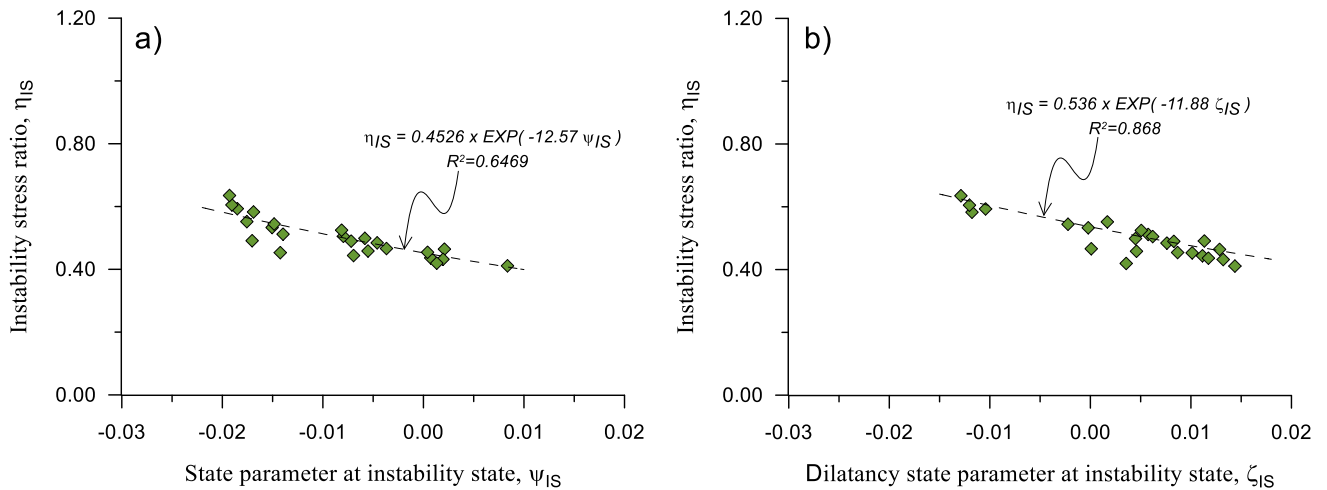 a)
1.20
0.80
0.40
0.00
Instability stress ratio, ηIS
ηIS = 0.4526 x EXP( -12.57 ψIS )
R²=0.6469
-0.03 -0.02 -0.01 0.00 0.01 0.02
State parameter at instability state, ψIS
b)
1.20
0.80
0.40
0.00
Instability stress ratio, ηIS
ηIS = 0.536 x EXP( -11.88 ζIS )
R²=0.868
-0.03 -0.02 -0.01 0.00 0.01 0.02
Dilatancy state parameter at instability state, ζIS